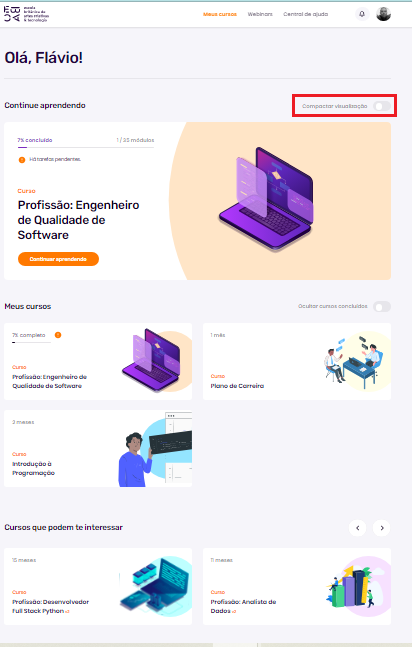 EBAC
escola
britânica de
artes criativas
& tecnologia
Meus cursos
Webinars
Central de ajuda
Olá, Flávio!
Continue aprendendo
Compactar visualização
7% concluído
1 / 35 módulos
Há tarefas pendentes.
Curso
Profissão: Engenheiro
de Qualidade de
Software
Continuar aprendendo
Meus cursos
Ocultar cursos concluídos
7% completo
Curso
Profissão: Engenheiro de
Qualidade de Software
1 mês
Curso
Plano de Carreira
2 meses
Curso
Introdução à
Programação
Cursos que podem te interessar
15 meses
Curso
Profissão: Desenvolvedor
Full Stack Python
11 meses
Curso
Profissão: Analista de
Dados